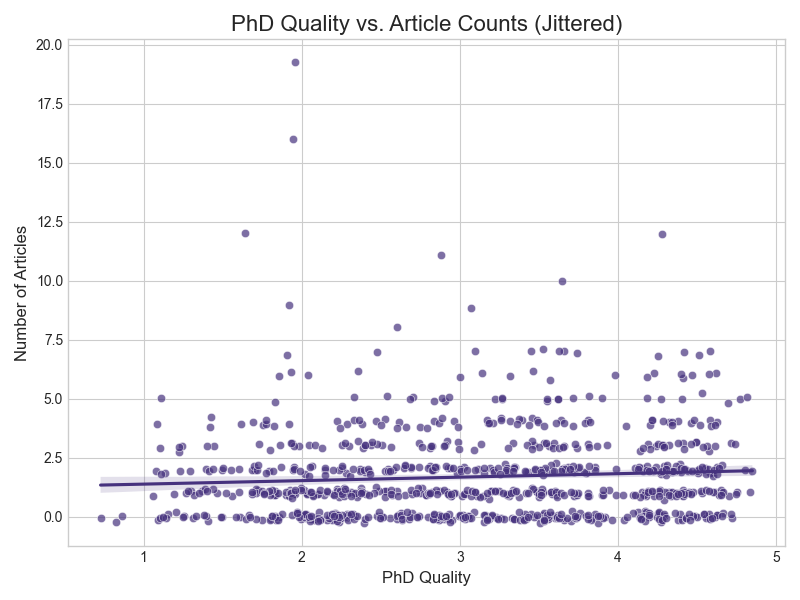 PhD Quality vs. Article Counts (Jittered)
20.0
17.5
15.0
12.5
10.0
7.5
5.0
2.5
0.0
Number of Articles
1 2 3 4 5
PhD Quality